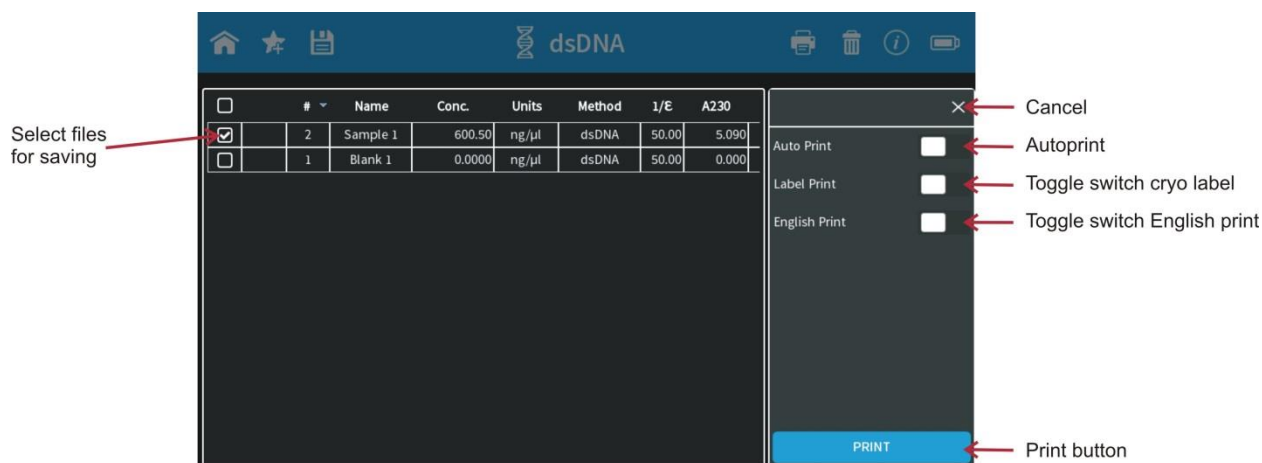 dsDNA
Select files
for saving
# Name Conc. Units Method 1/Ɛ A230
2 Sample 1 600.50 ng/µl dsDNA 50.00 5.090
1 Blank 1 0.0000 ng/µl dsDNA 50.00 0.000
Cancel
Auto Print
Autoprint
Label Print
Toggle switch cryo label
English Print
Toggle switch English print
PRINT
Print button